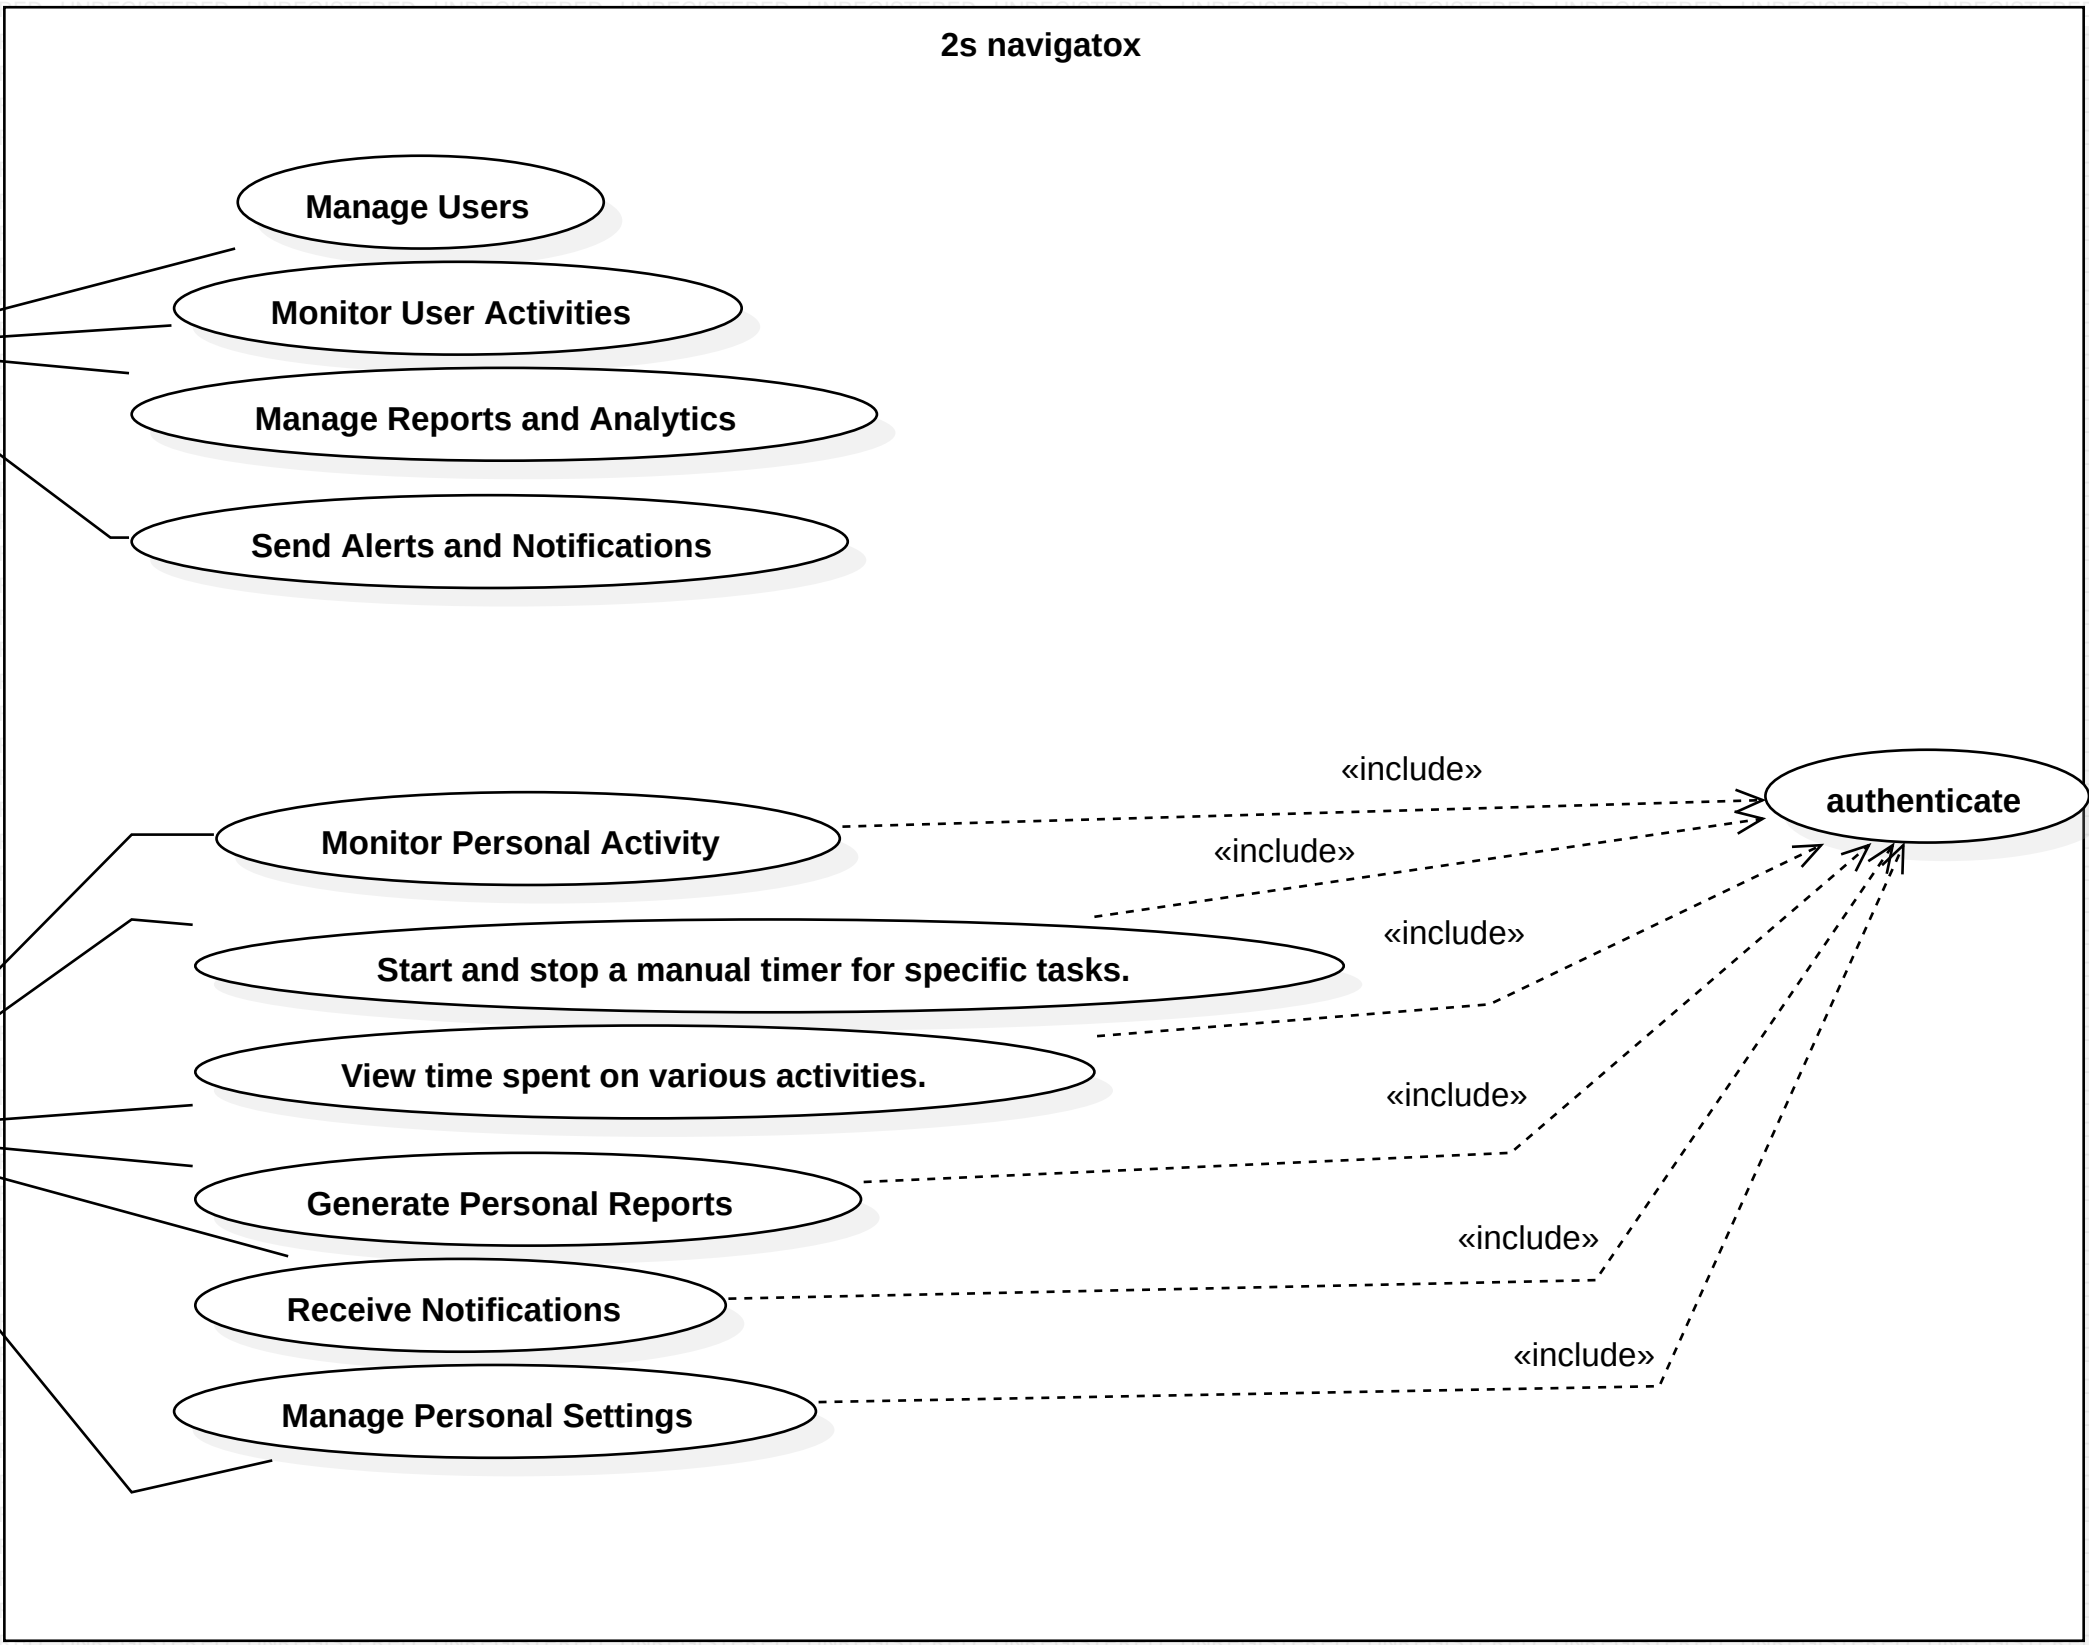 2s navigatox
Manage Users
Monitor User Activities
Manage Reports and Analytics
Send Alerts and Notifications
«include»
authenticate
Monitor Personal Activity
«include»
«include»
Start and stop a manual timer for specific tasks.
View time spent on various activities.
«include»
Generate Personal Reports
«include»
Receive Notifications
«include»
Manage Personal Settings